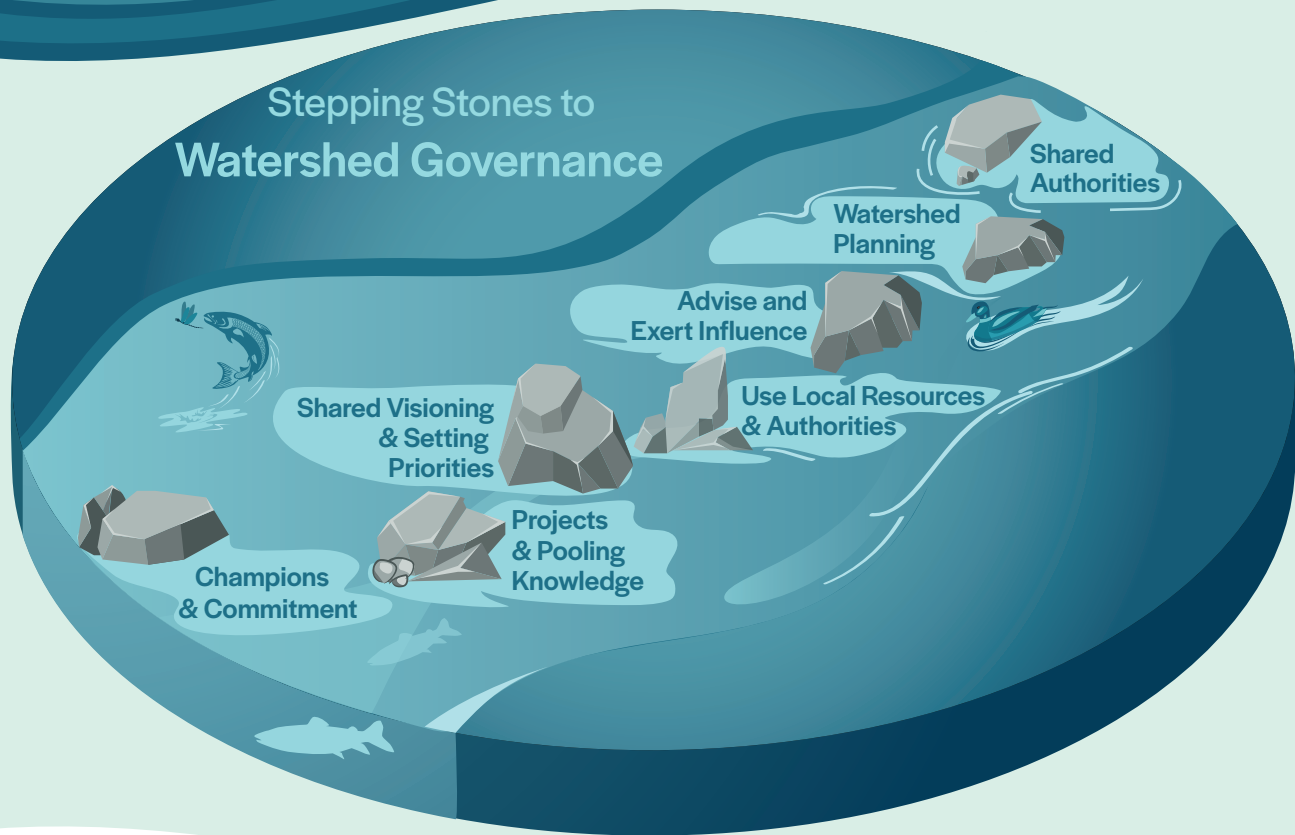 Stepping Stones to
Watershed Governance
Shared
Authorities
Watershed
Planning
Advise and
Exert Influence
Use Local Resources
& Authorities
Shared Visioning
& Setting
Priorities
Projects
& Pooling
Knowledge
Champions
& Commitment